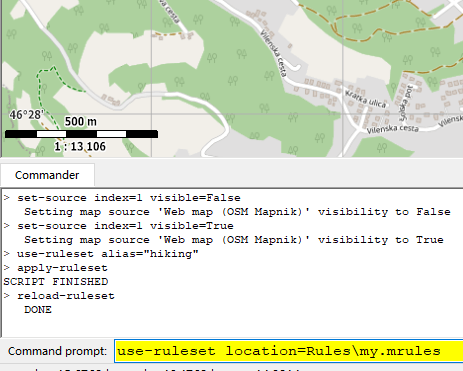 Vilenska cesta
Vilenska cesta
Kratka ulica
Šolska pot
Vilenska cesta
46°28'
500 m
1 : 13,106
Commander
> set-source index=1 visible=False
Setting map source 'Web map (OSM Mapnik)' visibility to False
> set-source index=1 visible=True
Setting map source 'Web map (OSM Mapnik)' visibility to True
> use-ruleset alias="hiking"
> apply-ruleset
SCRIPT FINISHED
> reload-ruleset
DONE
Command prompt: use-ruleset location=Rules\my.mrules